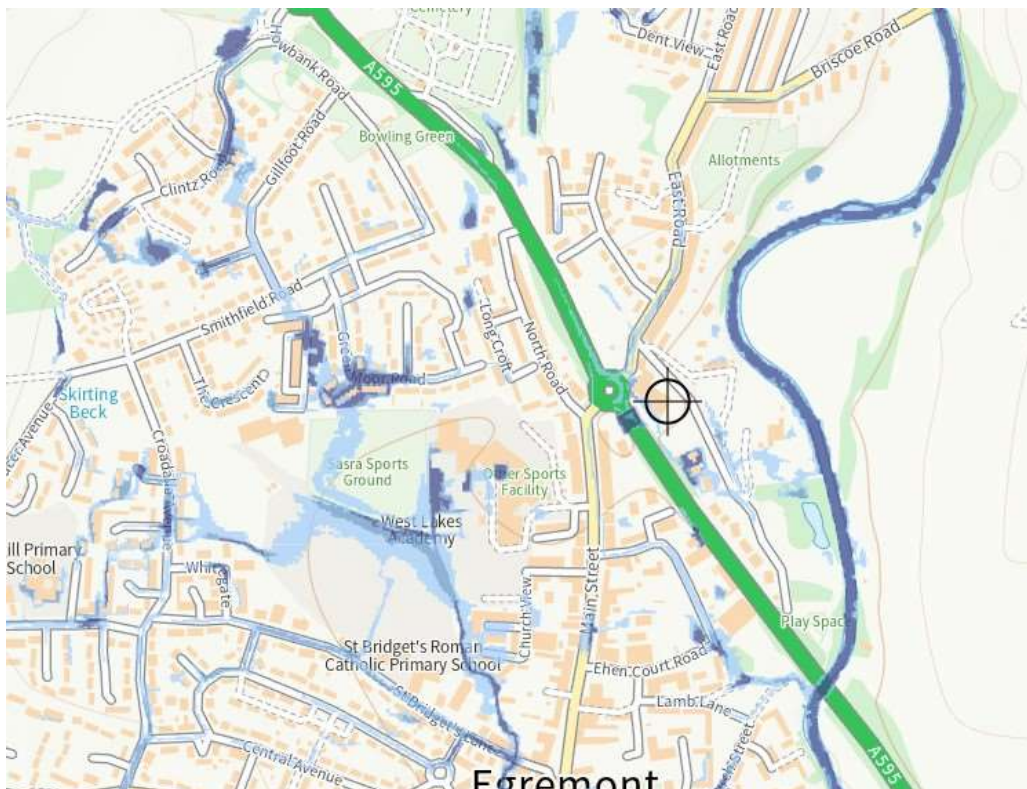 Cemetery
Howbank Road
A595
Dent View
East Road
Briscoe Road
Bowling Green
Gillfoot Road
Clintz Road
Allotments
East Road
Smithfield Road
Long Croft
North Road
Moor Road
The Crescent
Skirting
Beck
Croadalla
Sports
Ground
Sports
Facility
West Lakes
Academy
ill Primary
School
Whitegate
Main Street
Church View
St Bridget's Roman
Catholic Primary School
Play Space
Ehen Court Road
Lamb Lane
St Bridget's Lane
Central Avenue
ch Street
A595
Egremont